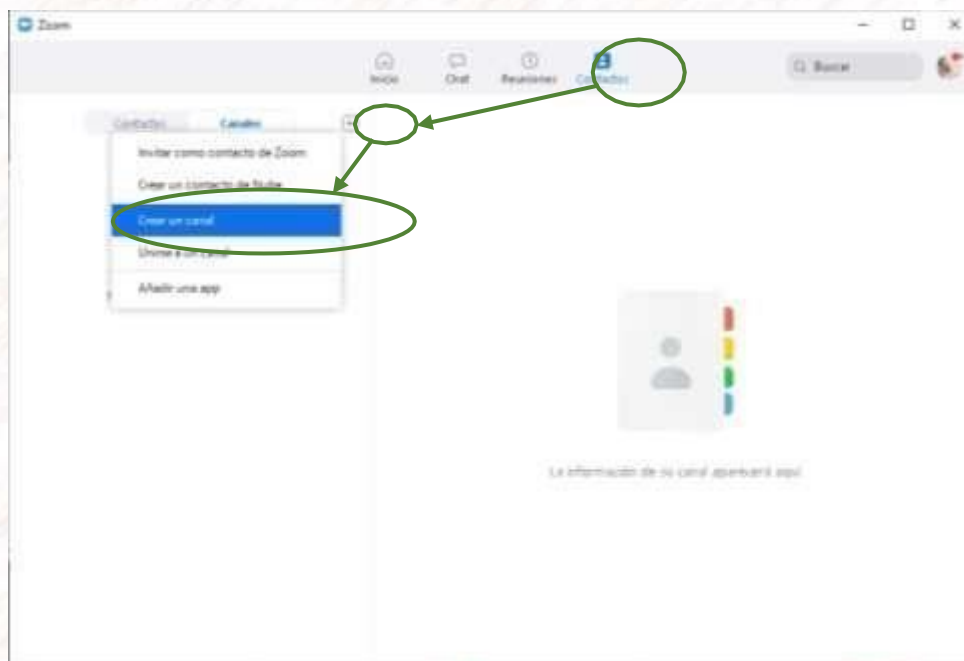 Zoom
Inicio Chat Reuniones Contactos
Buscar
Contactos Canales
Invitar como contacto de Zoom
Crear un contacto de Nube
Crear un canal
Unirse a un canal
Añadir una app
La información de su canal aparecerá aquí